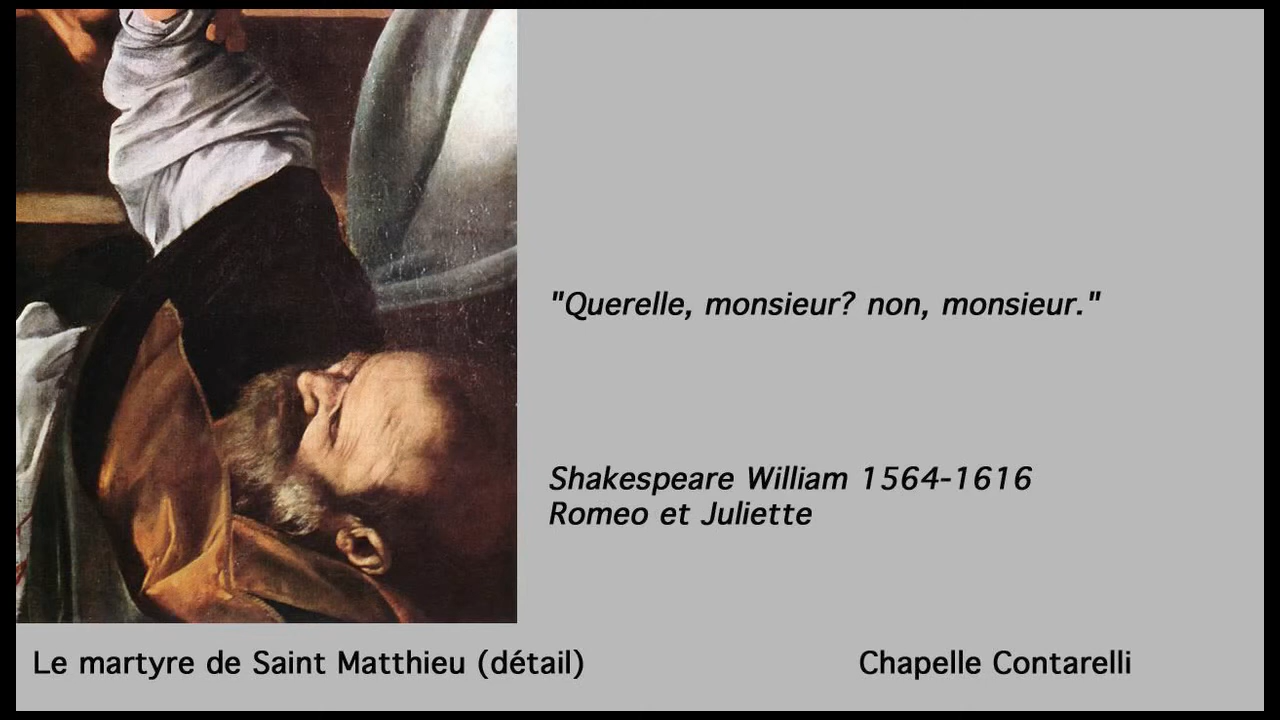 "Querelle, monsieur? non, monsieur."
Shakespeare William 1564-1616
Romeo et Juliette
Le martyre de Saint Matthieu (détail)
Chapelle Contarelli